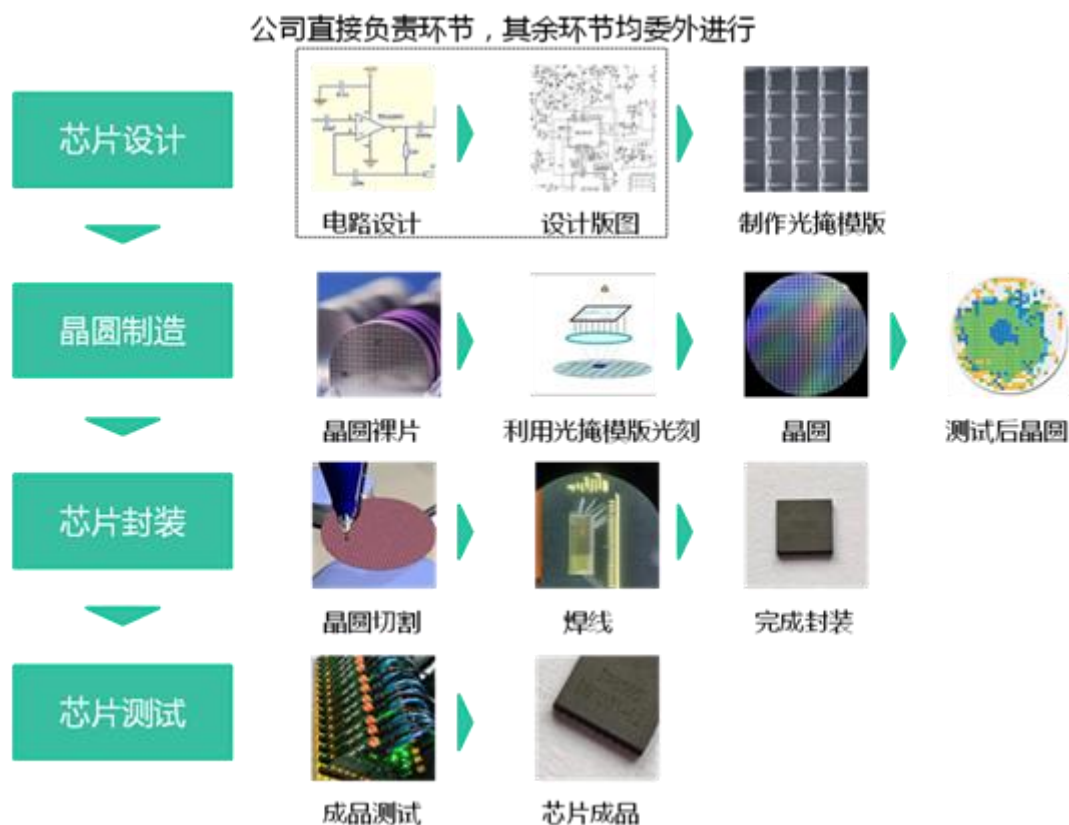 公司直接负责环节，其余环节均委外进行
芯片设计
电路设计
设计版图
制作光掩模版
晶圆制造
晶圆裸片
利用光掩模版光刻
晶圆
测试后晶圆
芯片封装
晶圆切割
焊线
完成封装
芯片测试
成品测试
芯片成品